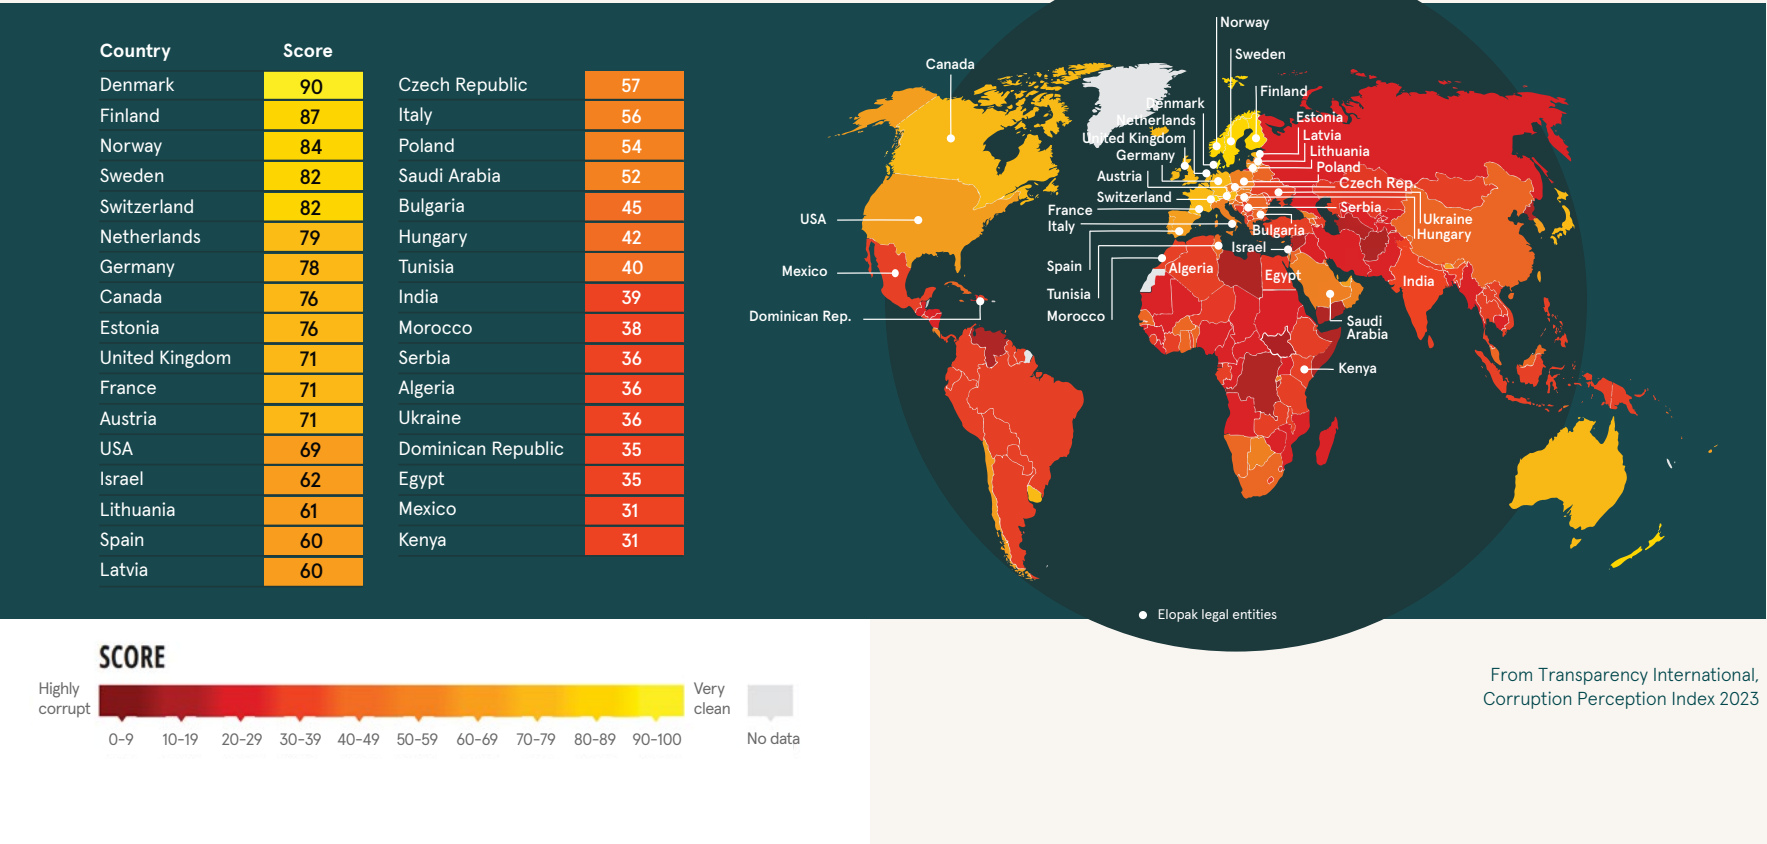 Country Score
Denmark 90
Finland 87
Norway 84
Sweden 82
Switzerland 82
Netherlands 79
Germany 78
Canada 76
Estonia 76
United Kingdom 71
France 71
Austria 71
USA 69
Israel 62
Lithuania 61
Spain 60
Latvia 60
Czech Republic 57
Italy 56
Poland 54
Saudi Arabia 52
Bulgaria 45
Hungary 42
Tunisia 40
India 39
Morocco 38
Serbia 36
Algeria 36
Ukraine 36
Dominican Republic 35
Egypt 35
Mexico 31
Kenya 31
Norway
Sweden
Canada
Finland
Denmark
Netherlands
United Kingdom
Germany
Austria
Switzerland
France
Italy
Spain
Tunisia
Morocco
Estonia
Latvia
Lithuania
Poland
Czech Rep.
Serbia
Ukraine
Hungary
Bulgaria
Israel
Algeria
Egypt
India
USA
Mexico
Dominican Rep.
Saudi
Arabia
Kenya
Elopak legal entities
SCORE
Highly
corrupt
Very
clean
0-9 10-19 20-29 30-39 40-49 50-59 60-69 70-79 80-89 90-100 No data
From Transparency International,
Corruption Perception Index 2023